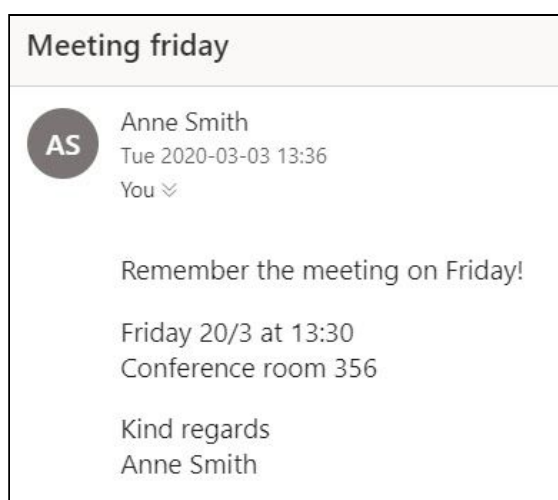 Meeting friday
AS
Anne Smith
Tue 2020-03-03 13:36
You
Remember the meeting on Friday!
Friday 20/3 at 13:30
Conference room 356
Kind regards
Anne Smith